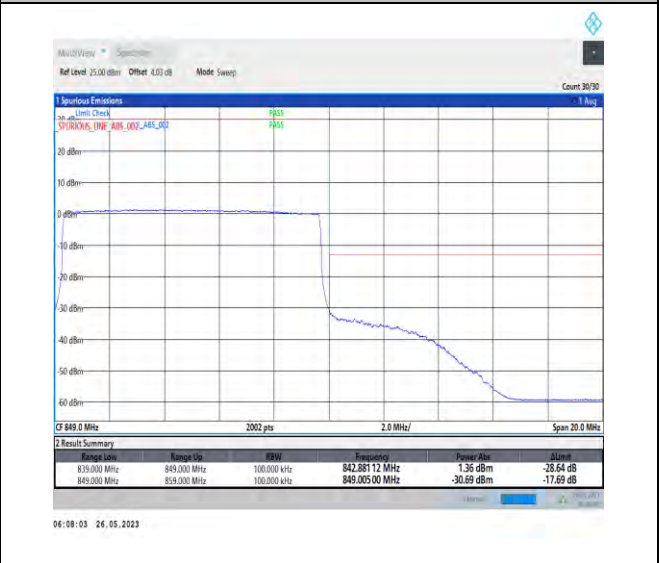 MultiView Spectrum
Ref Level 25.00 dBm Offset 4.03 dB Mode Sweep
Count 30/30
1 Spurious Emissions 1 Avg
Limit Check PASS
SPURIOUS_LINE_ABS_002 PASS
20 dBm
10 dBm
0 dBm
-10 dBm
-20 dBm
-30 dBm
-40 dBm
-50 dBm
-60 dBm
CF 849.0 MHz 2002 pts 2.0 MHz/ Span 20.0 MHz
2 Result Summary
Range Low Range Up RBW Frequency Power Abs ΔLimit
839.000 MHz 849.000 MHz 100.000 kHz 842.88112 MHz 1.36 dBm -28.64 dB
849.000 MHz 859.000 MHz 100.000 kHz 849.00500 MHz -30.69 dBm -17.69 dB
06:08:03 26.05.2023